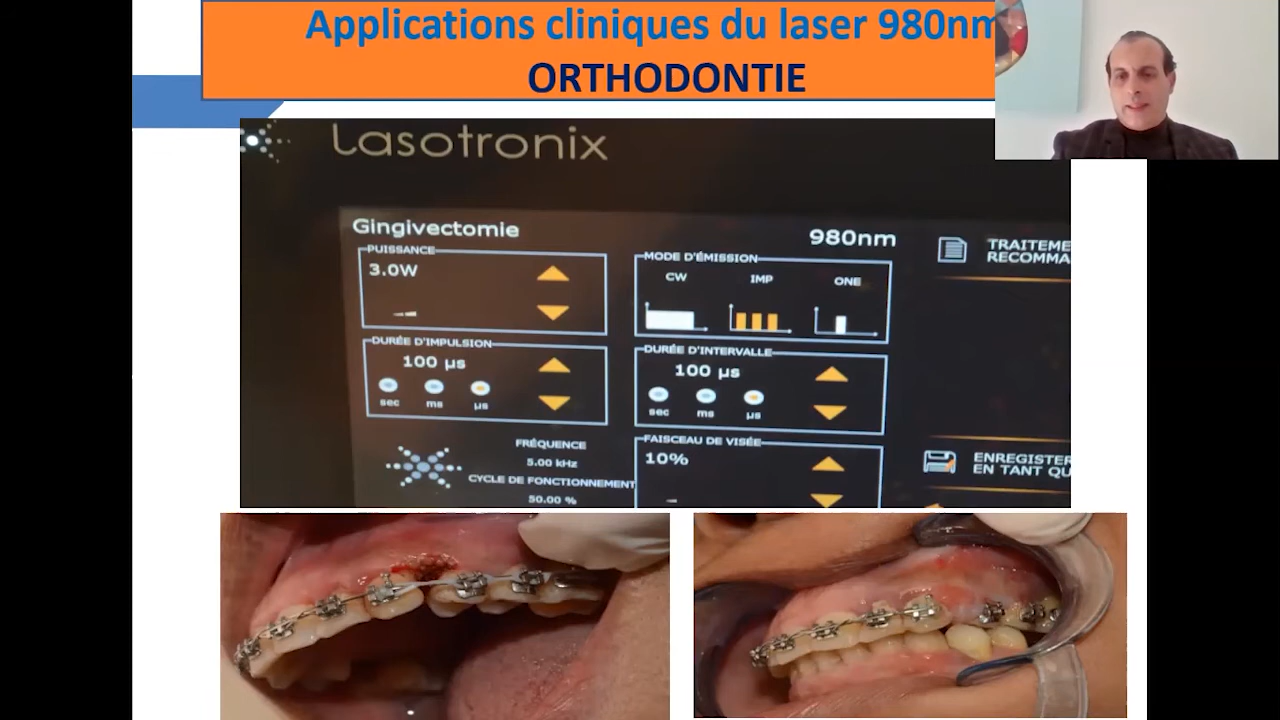 Applications cliniques du laser 980nm
ORTHODONTIE
Lasotronix
Gingivectomie
980nm
PUISSANCE
3.0W
MODE D'ÉMISSION
CW IMP ONE
TRAITEME
RECOMMA
DURÉE D'IMPULSION
100 µs
sec ms µs
DURÉE D'INTERVALLE
100 µs
sec ms µs
FRÉQUENCE
5.00 kHz
CYCLE DE FONCTIONNEMENT
50.00 %
FAISCEAU DE VISÉE
10%
ENREGISTER
EN TANT QU